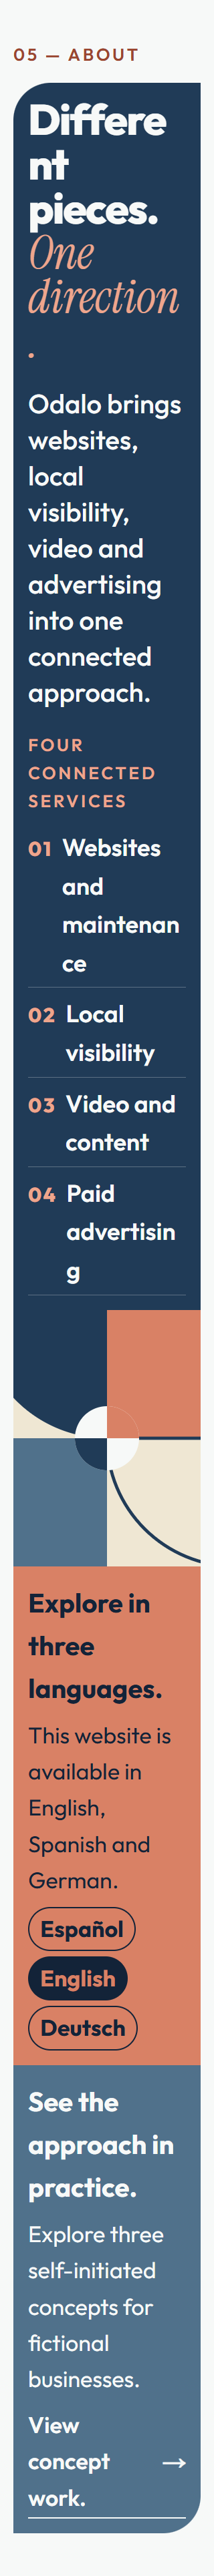 05 — ABOUT
Differe
nt
pieces.
One
direction
.
Odalo brings
websites,
local
visibility,
video and
advertising
into one
connected
approach.
FOUR
CONNECTED
SERVICES
01 Websites
and
maintenan
ce
02 Local
visibility
03 Video and
content
04 Paid
advertisin
g
Explore in
three
languages.
This website is
available in
English,
Spanish and
German.
Español
English
Deutsch
See the
approach in
practice.
Explore three
self-initiated
concepts for
fictional
businesses.
View
concept →
work.